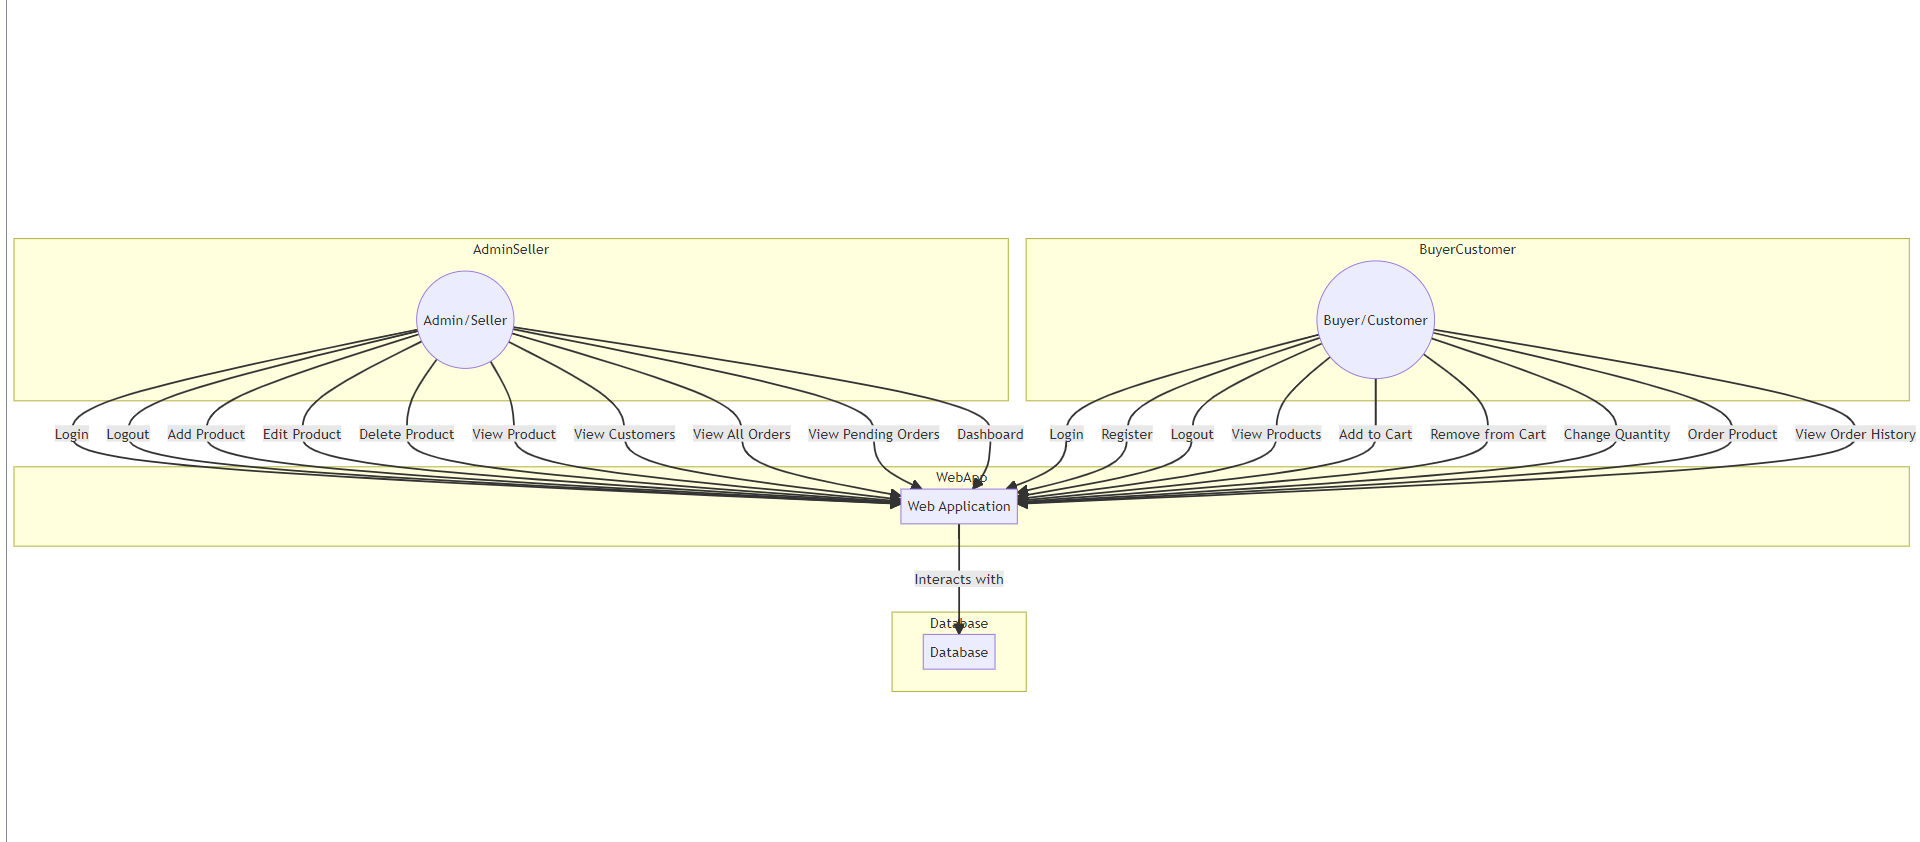 AdminSeller
BuyerCustomer
Admin/Seller
Buyer/Customer
Login
Logout
Add Product
Edit Product
Delete Product
View Product
View Customers
View All Orders
View Pending Orders
Dashboard
Login
Register
Logout
View Products
Add to Cart
Remove from Cart
Change Quantity
Order Product
View Order History
WebApp
Web Application
Interacts with
Database
Database